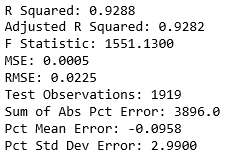 R Squared: 0.9288
Adjusted R Squared: 0.9282
F Statistic: 1551.1300
MSE: 0.0005
RMSE: 0.0225
Test Observations: 1919
Sum of Abs Pct Error: 3896.0
Pct Mean Error: -0.0958
Pct Std Dev Error: 2.9900